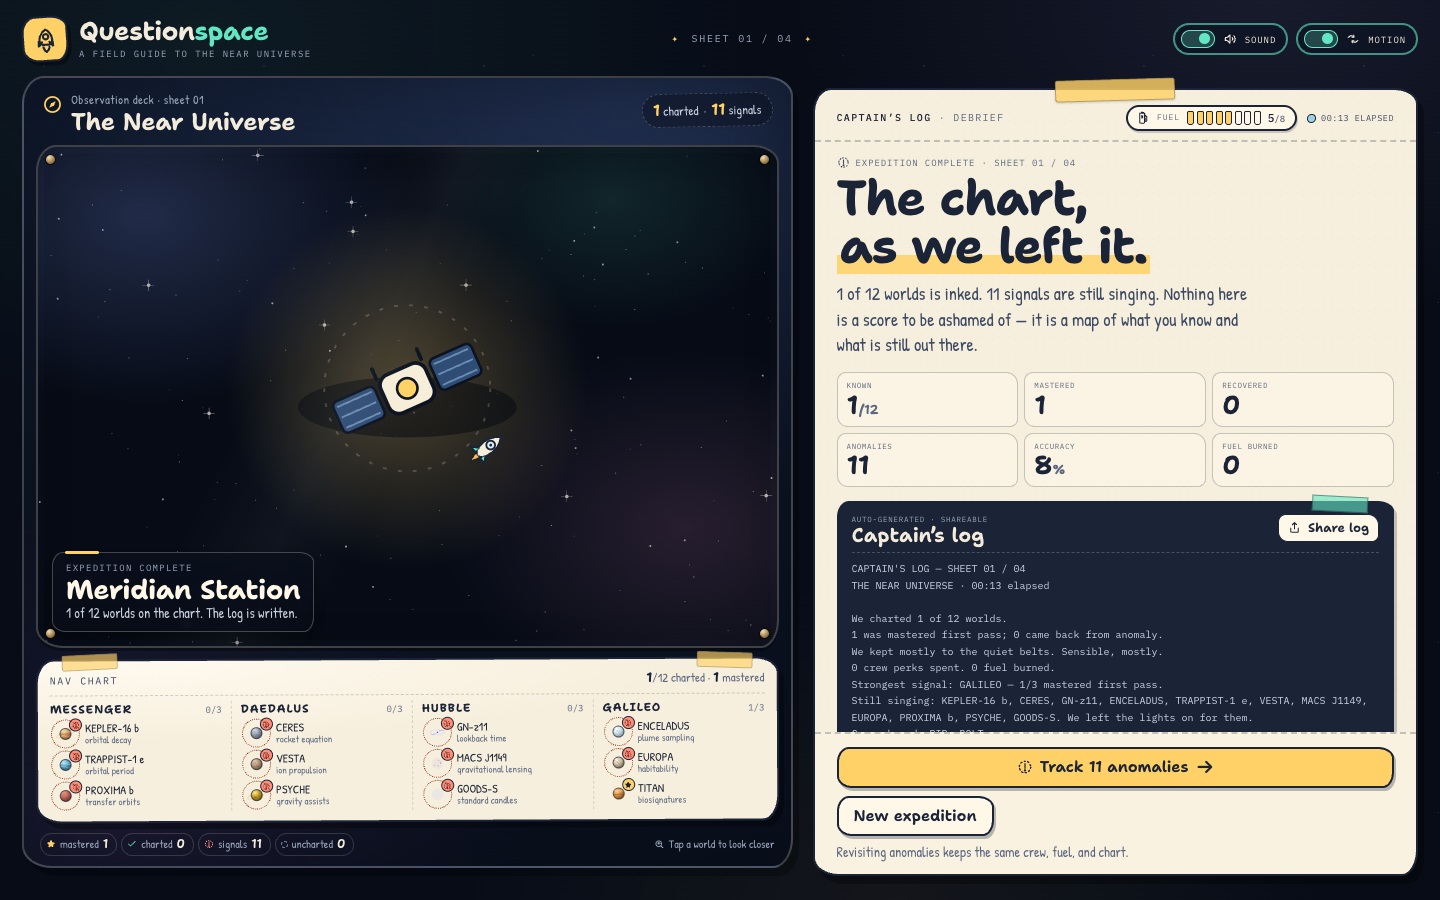 Questionspace
A FIELD GUIDE TO THE NEAR UNIVERSE
SHEET 01 / 04
SOUND
MOTION
Observation deck · sheet 01
The Near Universe
1 charted · 11 signals
EXPEDITION COMPLETE
Meridian Station
1 of 12 worlds on the chart. The log is written.
NAV CHART
1/12 charted · 1 mastered
MESSENGER 0/3
KEPLER-16 b
orbital decay
TRAPPIST-1 e
orbital period
PROXIMA b
transfer orbits
DAEDALUS 0/3
CERES
rocket equation
VESTA
ion propulsion
PSYCHE
gravity assists
HUBBLE 0/3
GN-z11
lookback time
MACS J1149
gravitational lensing
GOODS-S
standard candles
GALILEO 1/3
ENCELADUS
plume sampling
EUROPA
habitability
TITAN
biosignatures
mastered 1
charted 0
signals 11
uncharted 0
Tap a world to look closer
CAPTAIN'S LOG · DEBRIEF
FUEL 5/8
00:13 ELAPSED
EXPEDITION COMPLETE · SHEET 01 / 04
The chart,
as we left it.
1 of 12 worlds is inked. 11 signals are still singing. Nothing here
is a score to be ashamed of — it is a map of what you know and
what is still out there.
KNOWN
1/12
MASTERED
1
RECOVERED
0
ANOMALIES
11
ACCURACY
8%
FUEL BURNED
0
AUTO-GENERATED · SHAREABLE
Captain's log
Share log
CAPTAIN'S LOG — SHEET 01 / 04
THE NEAR UNIVERSE · 00:13 elapsed
We charted 1 of 12 worlds.
1 was mastered first pass; 0 came back from anomaly.
We kept mostly to the quiet belts. Sensible, mostly.
0 crew perks spent. 0 fuel burned.
Strongest signal: GALILEO — 1/3 mastered first pass.
Still singing: KEPLER-16 b, CERES, GN-z11, ENCELADUS, TRAPPIST-1 e, VESTA, MACS J1149,
EUROPA, PROXIMA b, PSYCHE, GOODS-S. We left the lights on for them.
Track 11 anomalies →
New expedition
Revisiting anomalies keeps the same crew, fuel, and chart.